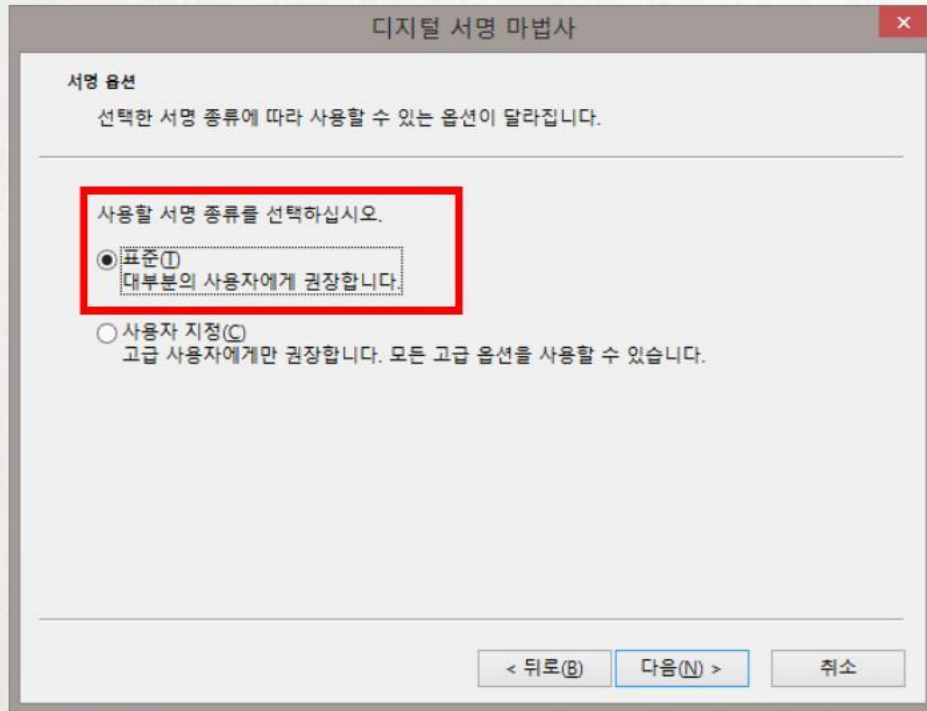 디지털 서명 마법사
서명 옵션
선택한 서명 종류에 따라 사용할 수 있는 옵션이 달라집니다.
사용할 서명 종류를 선택하십시오.
표준(T)
대부분의 사용자에게 권장합니다.
사용자 지정(C)
고급 사용자에게만 권장합니다. 모든 고급 옵션을 사용할 수 있습니다.
< 뒤로(B) 다음(N) > 취소